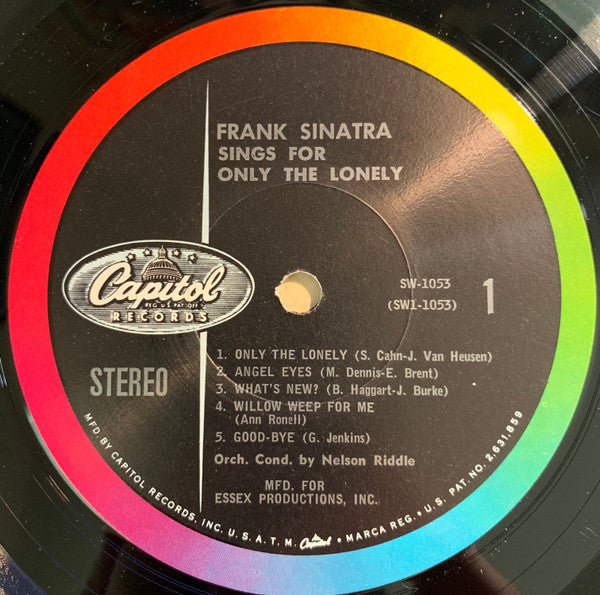 FRANK SINATRA
SINGS FOR
ONLY THE LONELY
Capitol
REG. U.S. PAT. OFF.
RECORDS
SW-1053
(SW1-1053)
1
STEREO
1. ONLY THE LONELY (S. Cahn-J. Van Heusen)
2. ANGEL EYES (M. Dennis-E. Brent)
3. WHAT'S NEW? (B. Haggart-J. Burke)
4. WILLOW WEEP FOR ME
(Ann Ronell)
5. GOOD-BYE (G. Jenkins)
Orch. Cond. by Nelson Riddle
MFD. FOR
ESSEX PRODUCTIONS, INC.
MFD. BY CAPITOL RECORDS, INC. U.S.A. T.M. Capitol • MARCA REG. • U.S. PAT. NO. 2,631,859